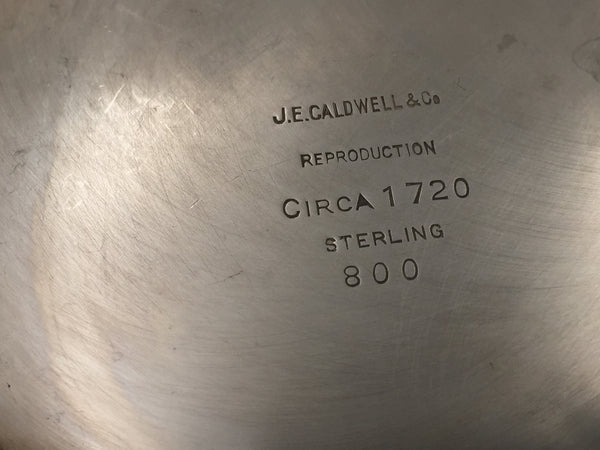 J.E.CALDWELL & Co
REPRODUCTION
CIRCA 1720
STERLING
800